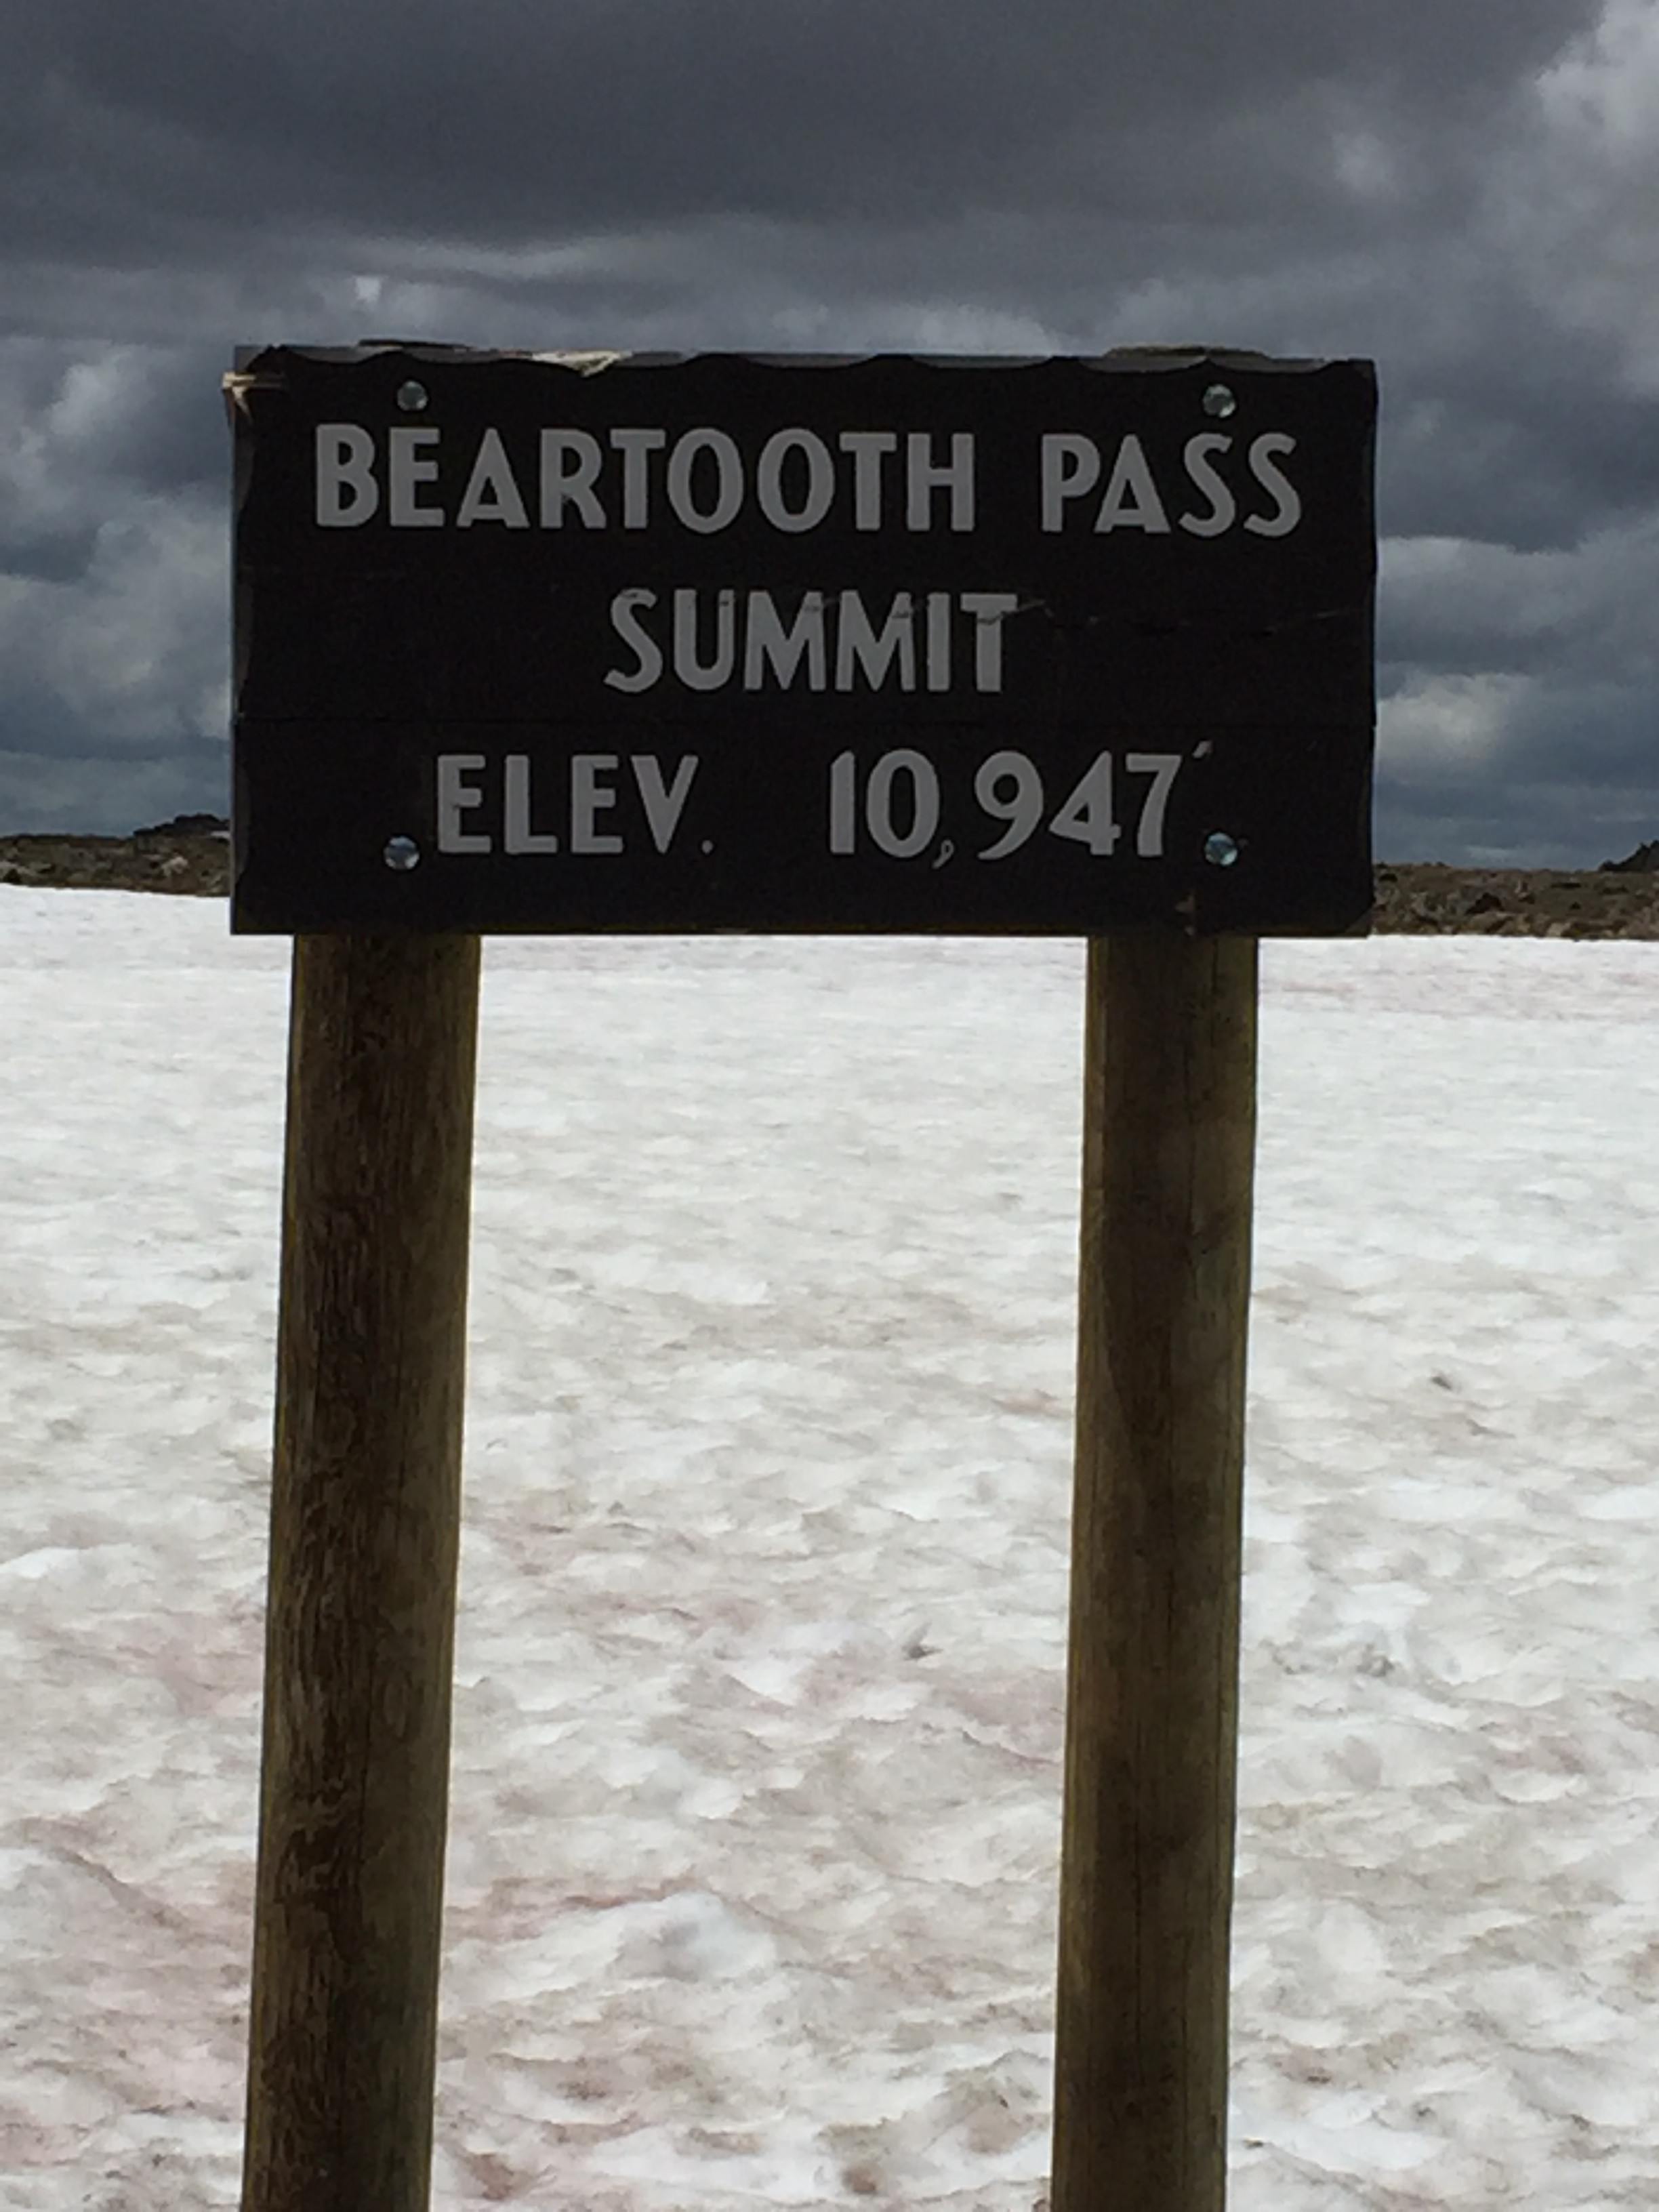 BEARTOOTH PASS
SUMMIT
ELEV. 10,947'